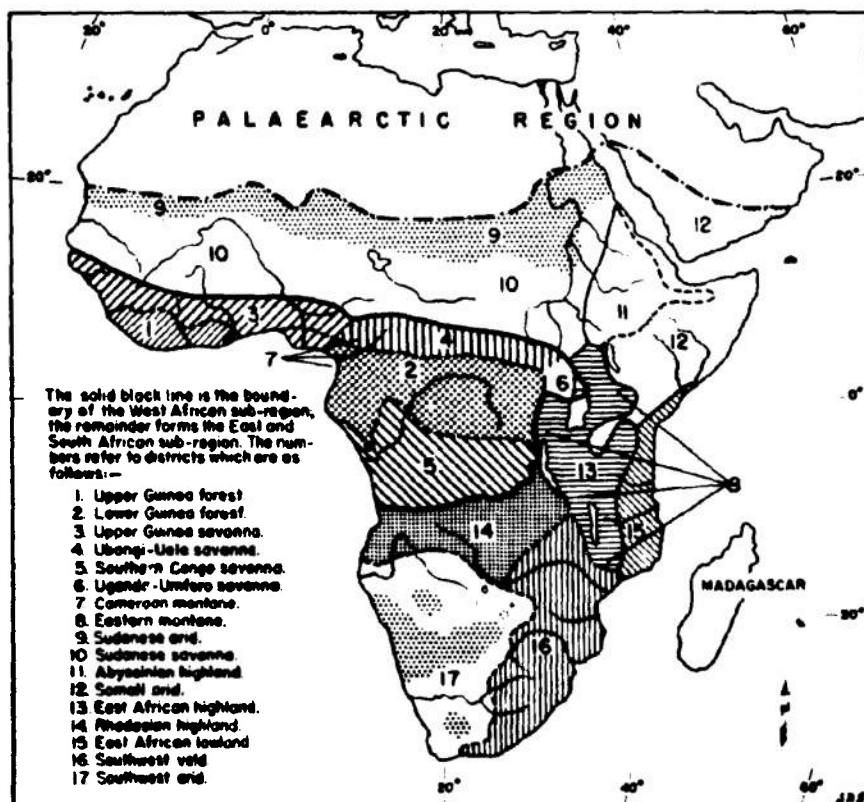 20° 0° 20° 40° 60°
PALAEARCTIC REGION
20° 20°
9
9
12
10
10
11
1 3
12
4
7
2
6
0°
The solid black line is the bound-
ary of the West African sub-region,
the remainder forms the East and
South African sub-region. The num-
bers refer to districts which are as
follows:—
5
13
8
14
15
MADAGASCAR
16
17
1. Upper Guinea forest
2. Lower Guinea forest.
3. Upper Guinea savanna.
4. Ubangi-Uele savanna.
5. Southern Congo savanna.
6. Uganda-Unyoro savanna
7. Cameroon montane.
8. Eastern montane.
9. Sudanese arid.
10. Sudanese savanna.
11. Abyssinian highland
12. Somali arid.
13. East African highland.
14. Rhodesian highland.
15. East African lowland
16. Southwest veld
17. Southwest arid.
20° 40° 60°